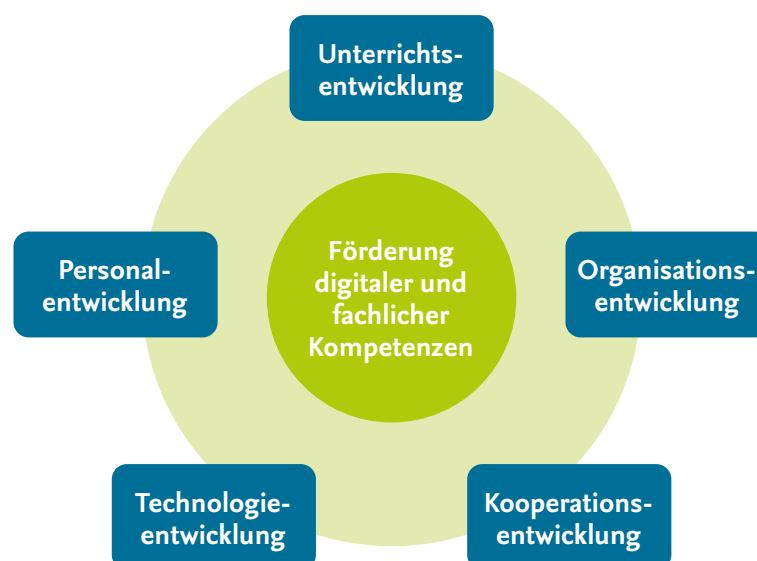 Unterrichts-
entwicklung
Personal-
entwicklung
Förderung
digitaler und
fachlicher
Kompetenzen
Organisations-
entwicklung
Technologie-
entwicklung
Kooperations-
entwicklung